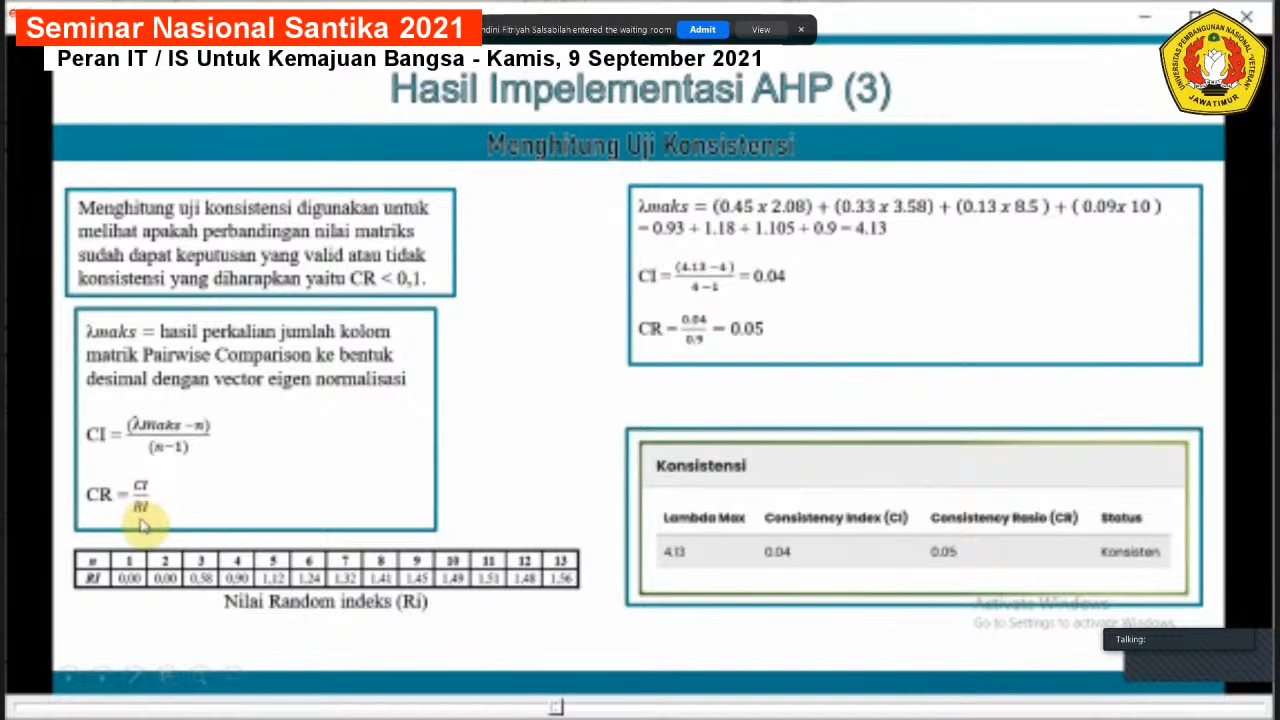 Seminar Nasional Santika 2021
ndini Fitriyah Salsabilah entered the waiting room Admit View
Peran IT / IS Untuk Kemajuan Bangsa - Kamis, 9 September 2021
UNIVERSITAS PEMBANGUNAN NASIONAL "VETERAN"
JAWA TIMUR
Hasil Impelementasi AHP (3)
Menghitung Uji Konsistensi
Menghitung uji konsistensi digunakan untuk
melihat apakah perbandingan nilai matriks
sudah dapat keputusan yang valid atau tidak
konsistensi yang diharapkan yaitu CR < 0,1.
λmaks = hasil perkalian jumlah kolom
matrik Pairwise Comparison ke bentuk
desimal dengan vector eigen normalisasi
CI = (λMaks −n)
(n−1)
CR = CI
RI
n 1 2 3 4 5 6 7 8 9 10 11 12 13
RI 0,00 0,00 0,58 0,90 1,12 1,24 1,32 1,41 1,45 1,49 1,51 1,48 1,56
Nilai Random indeks (Ri)
λmaks = (0.45 x 2.08) + (0.33 x 3.58) + (0.13 x 8.5 ) + ( 0.09x 10 )
= 0.93 + 1.18 + 1.105 + 0.9 = 4.13
CI = (4.13 −4) = 0.04
4 −1
CR = 0.04 = 0.05
0.9
Konsistensi
Lambda Max Consistency Index (CI) Consistency Rasio (CR) Status
4.13 0.04 0.05 Konsisten
Activate Windows
Go to Settings to activate Windows.
Talking: